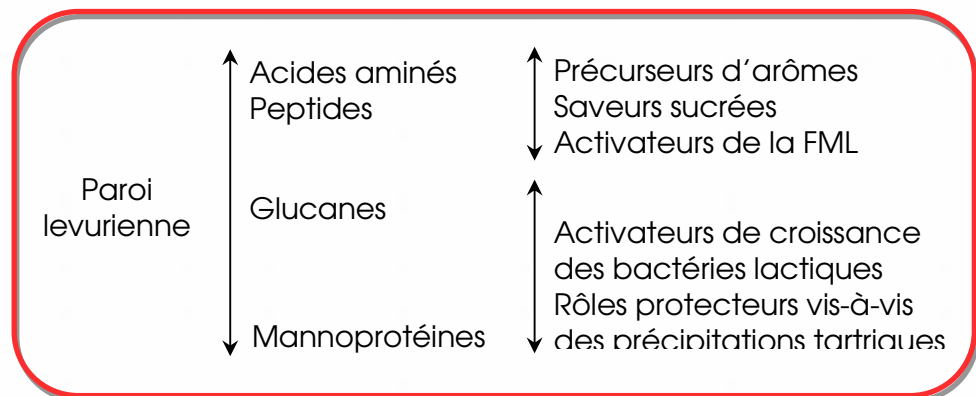 Paroi
levurienne
Acides aminés
Peptides
Glucanes
Mannoprotéines
Précurseurs d'arômes
Saveurs sucrées
Activateurs de la FML
Activateurs de croissance
des bactéries lactiques
Rôles protecteurs vis-à-vis
des précipitations tartriques